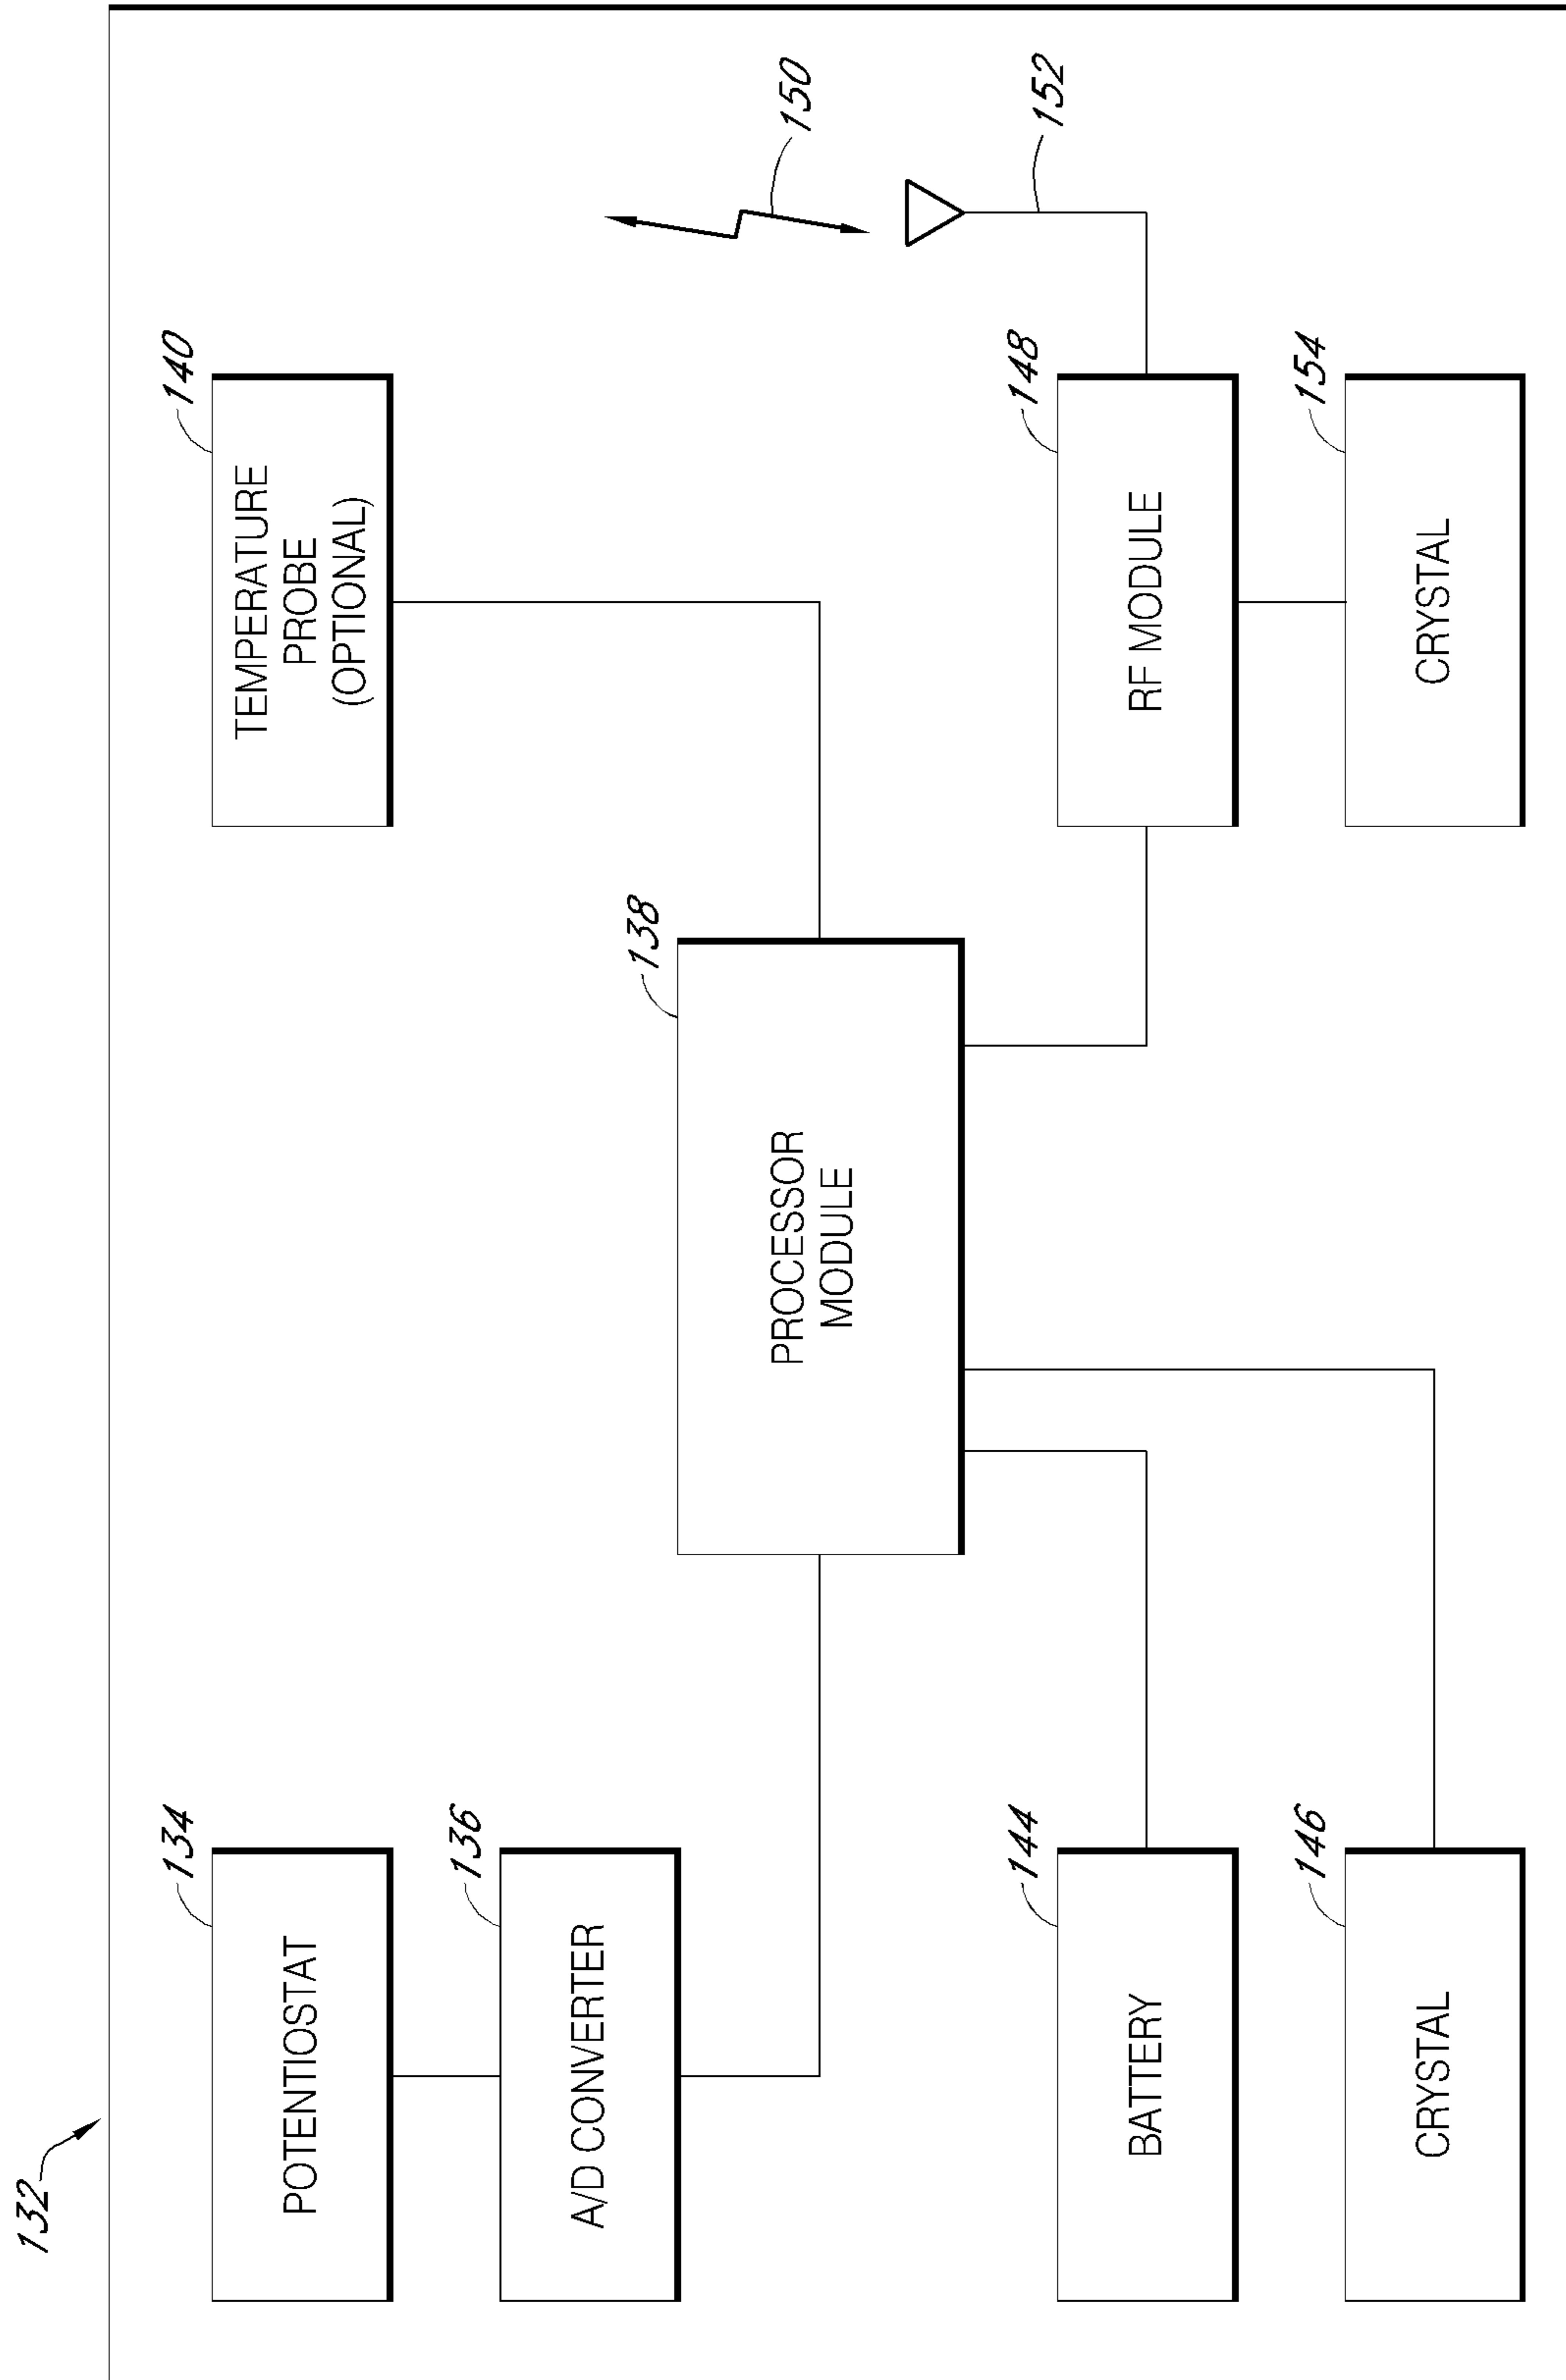 132
134
POTENTIOSTAT
136
A/D CONVERTER
140
TEMPERATURE
PROBE
(OPTIONAL)
138
PROCESSOR
MODULE
150
152
144
BATTERY
146
CRYSTAL
148
RF MODULE
154
CRYSTAL